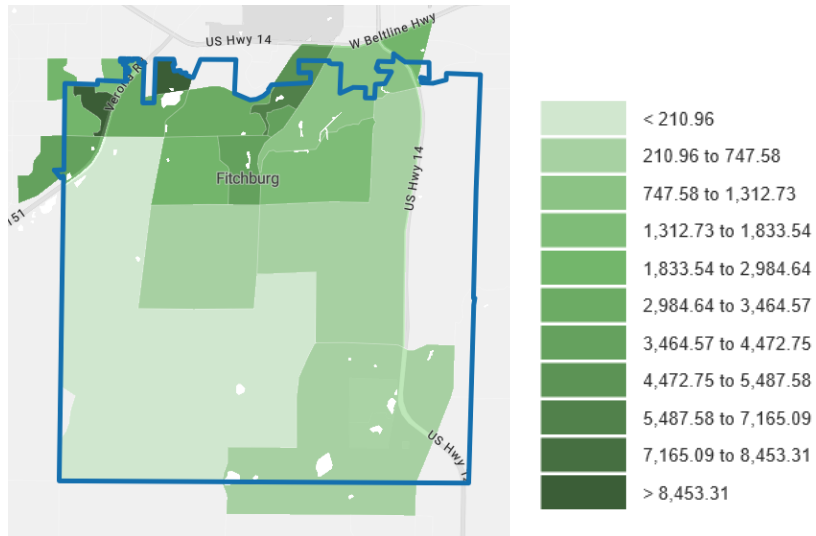 US Hwy 14
W Beltline Hwy
Verona R
Fitchburg
US Hwy 14
151
US Hwy 1
< 210.96
210.96 to 747.58
747.58 to 1,312.73
1,312.73 to 1,833.54
1,833.54 to 2,984.64
2,984.64 to 3,464.57
3,464.57 to 4,472.75
4,472.75 to 5,487.58
5,487.58 to 7,165.09
7,165.09 to 8,453.31
> 8,453.31